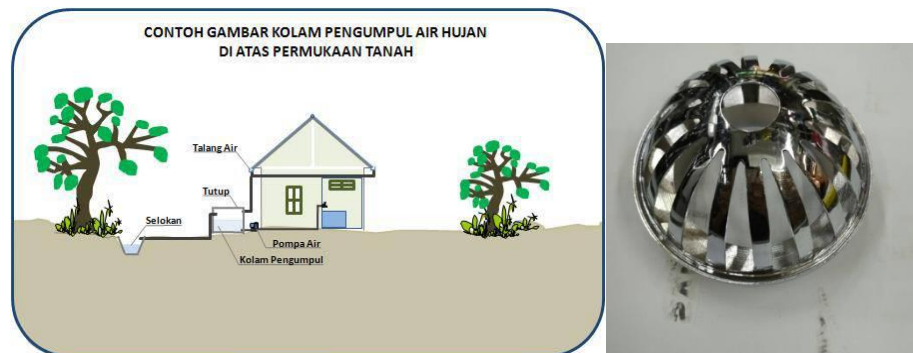 CONTOH GAMBAR KOLAM PENGUMPUL AIR HUJAN
DI ATAS PERMUKAAN TANAH
Talang Air
Tutup
Selokan
Pompa Air
Kolam Pengumpul